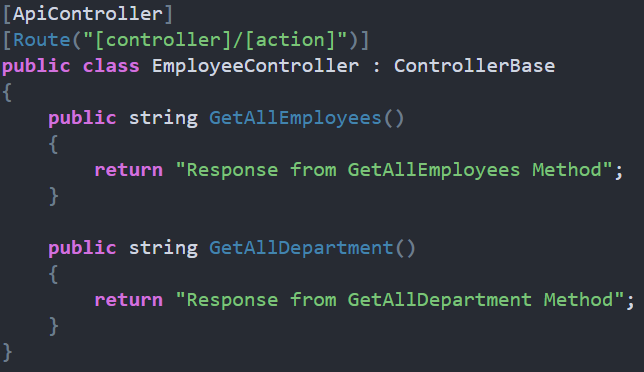 [ApiController]
[Route("[controller]/[action]")]
public class EmployeeController : ControllerBase
{
    public string GetAllEmployees()
    {
        return "Response from GetAllEmployees Method";
    }

    public string GetAllDepartment()
    {
        return "Response from GetAllDepartment Method";
    }
}